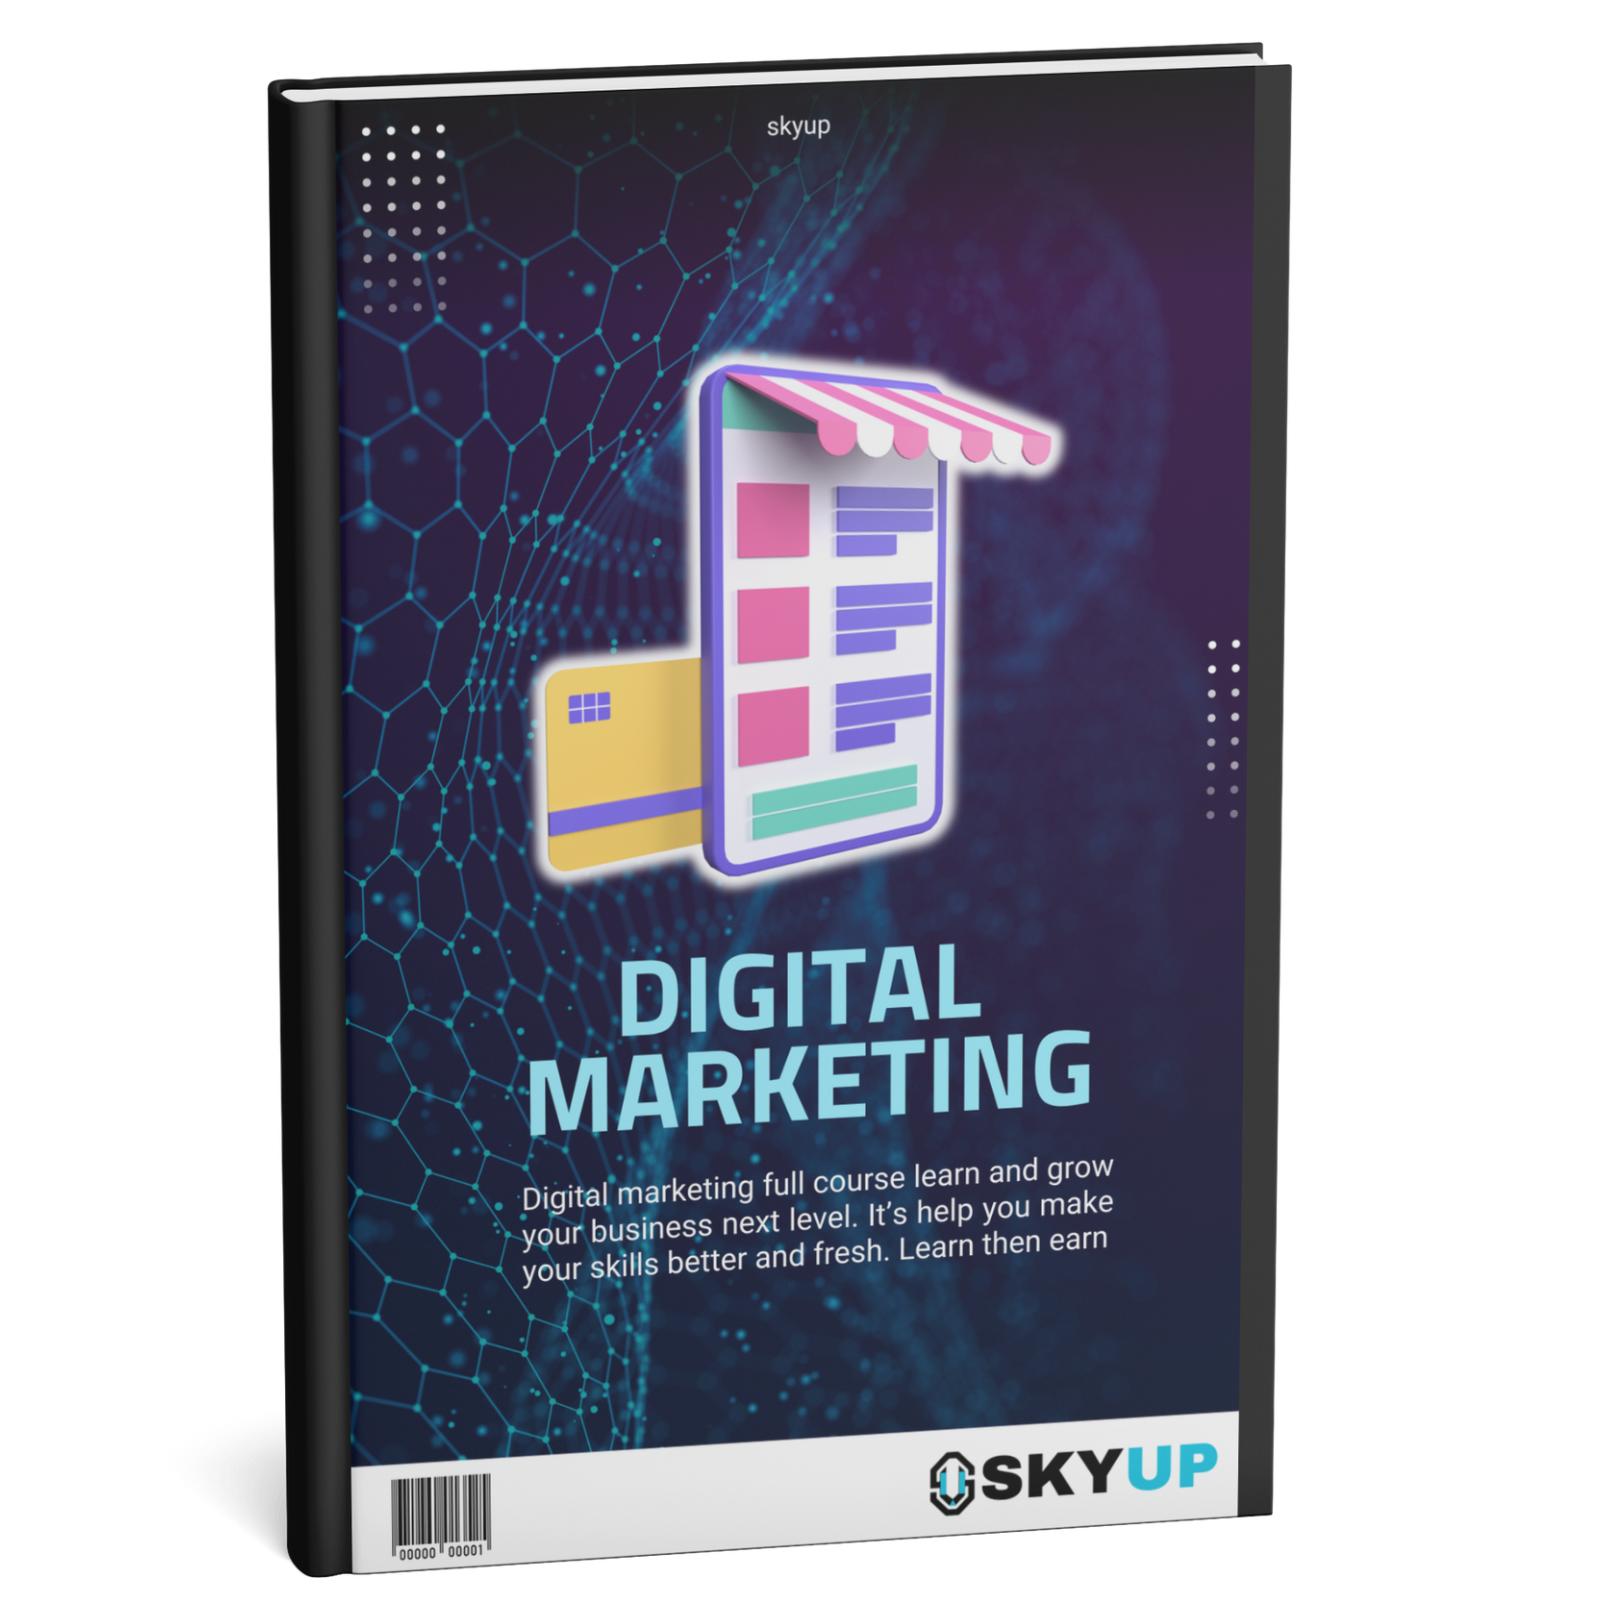 skyup
DIGITAL
MARKETING
Digital marketing full course learn and grow
your business next level. It’s help you make
your skills better and fresh. Learn then earn
SKYUP
00000 00001